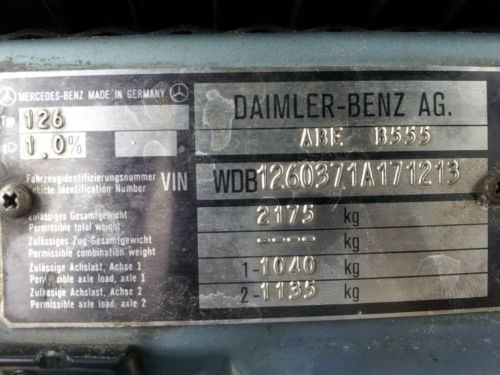 MERCEDES-BENZ MADE IN GERMANY
DAIMLER-BENZ AG.
Typ 126
ABE B555
1.0%
Fahrzeugidentifizierungsnummer
Vehicle Identification Number
VIN
WDB1260371A171213
Zulässiges Gesamtgewicht
Permissible total weight
2175 kg
Zulässiges Zug-Gesamtgewicht
Permissible combination weight
---- kg
Zulässige Achslast, Achse 1
Permissible axle load, axle 1
1-1040 kg
Zulässige Achslast, Achse 2
Permissible axle load, axle 2
2-1135 kg